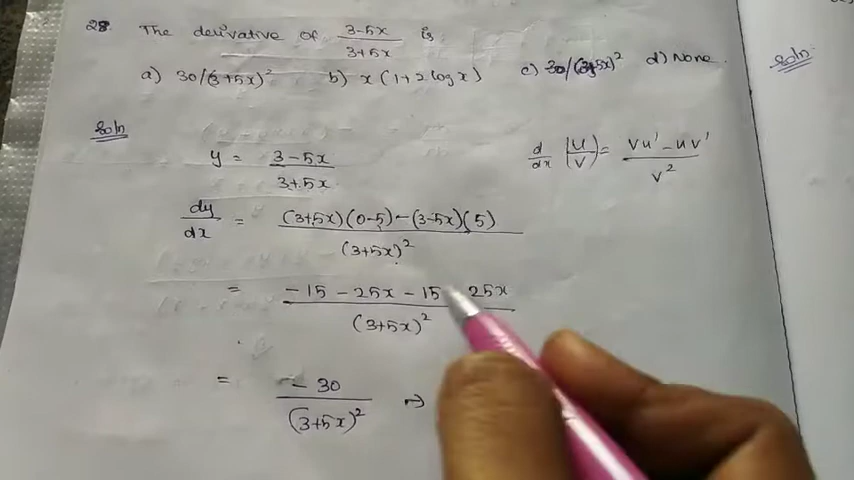 28. The derivative of (3-5x)/(3+5x) is
a) 30/(3+5x)² b) x(1+2logx) c) 30/(3+5x)² d) None.
Soln
Soln
y = (3-5x)/(3+5x)
d/dx (u/v) = (vu' - uv')/v²
dy/dx = ((3+5x)(0-5) - (3-5x)(5))/(3+5x)²
= (-15 - 25x - 15 25x)/(3+5x)²
= -30/(3+5x)² →